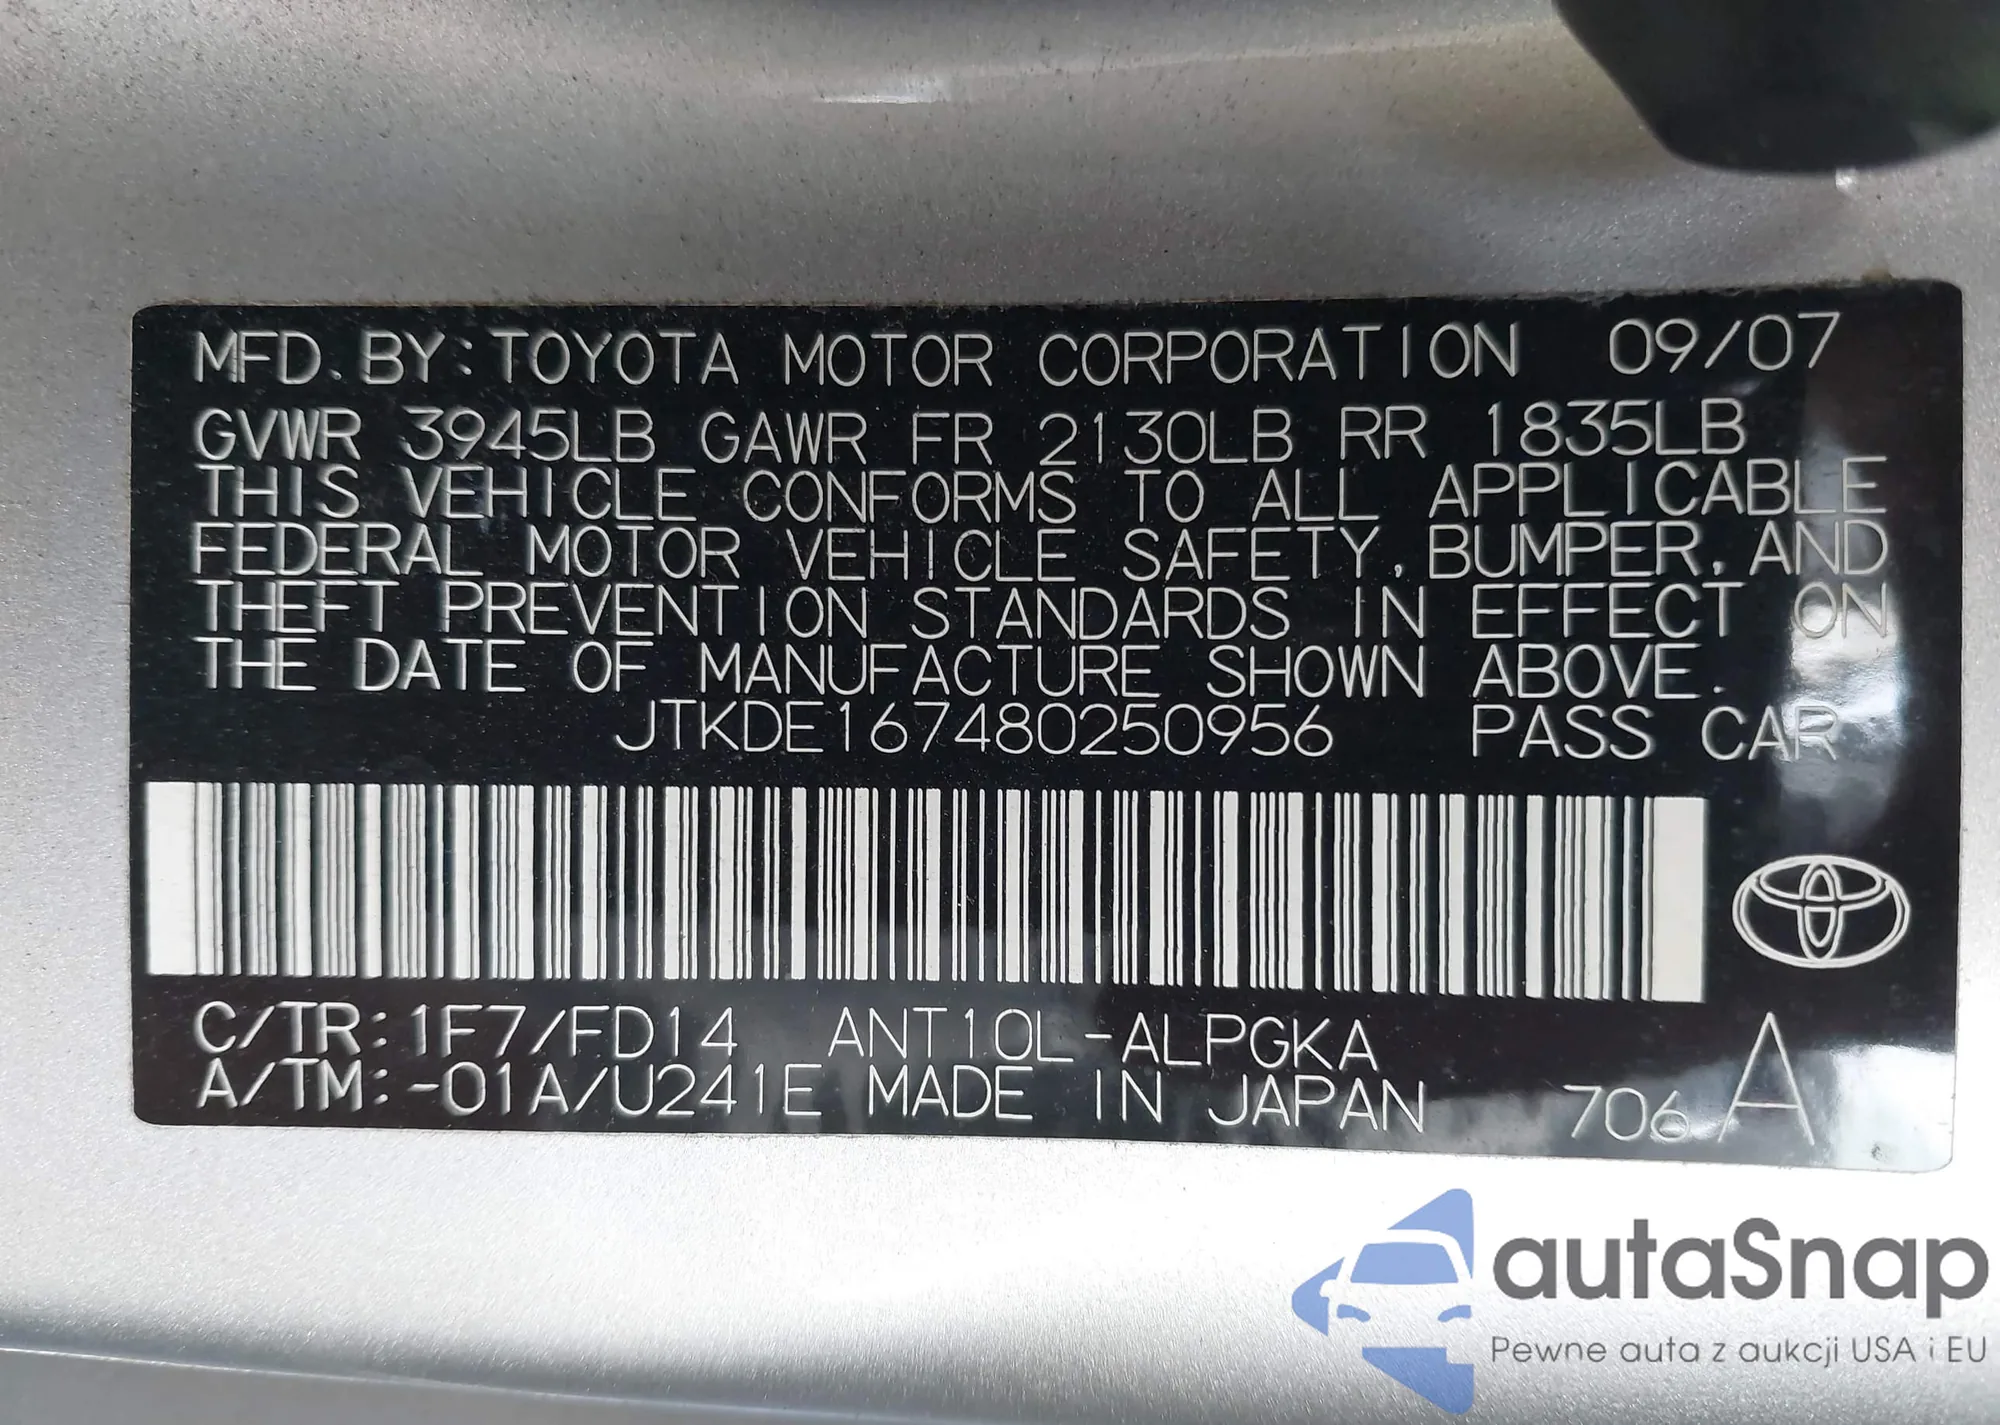 MFD. BY: TOYOTA MOTOR CORPORATION 09/07
GVWR 3945LB GAWR FR 2130LB RR 1835LB
THIS VEHICLE CONFORMS TO ALL APPLICABLE
FEDERAL MOTOR VEHICLE SAFETY, BUMPER, AND
THEFT PREVENTION STANDARDS IN EFFECT ON
THE DATE OF MANUFACTURE SHOWN ABOVE.
JTKDE167480250956 PASS CAR
C/TR: 1F7/FD14 ANT10L-ALPGKA
A/TM: -01A/U241E MADE IN JAPAN 706 A
autaSnap
Pewne auta z aukcji USA i EU